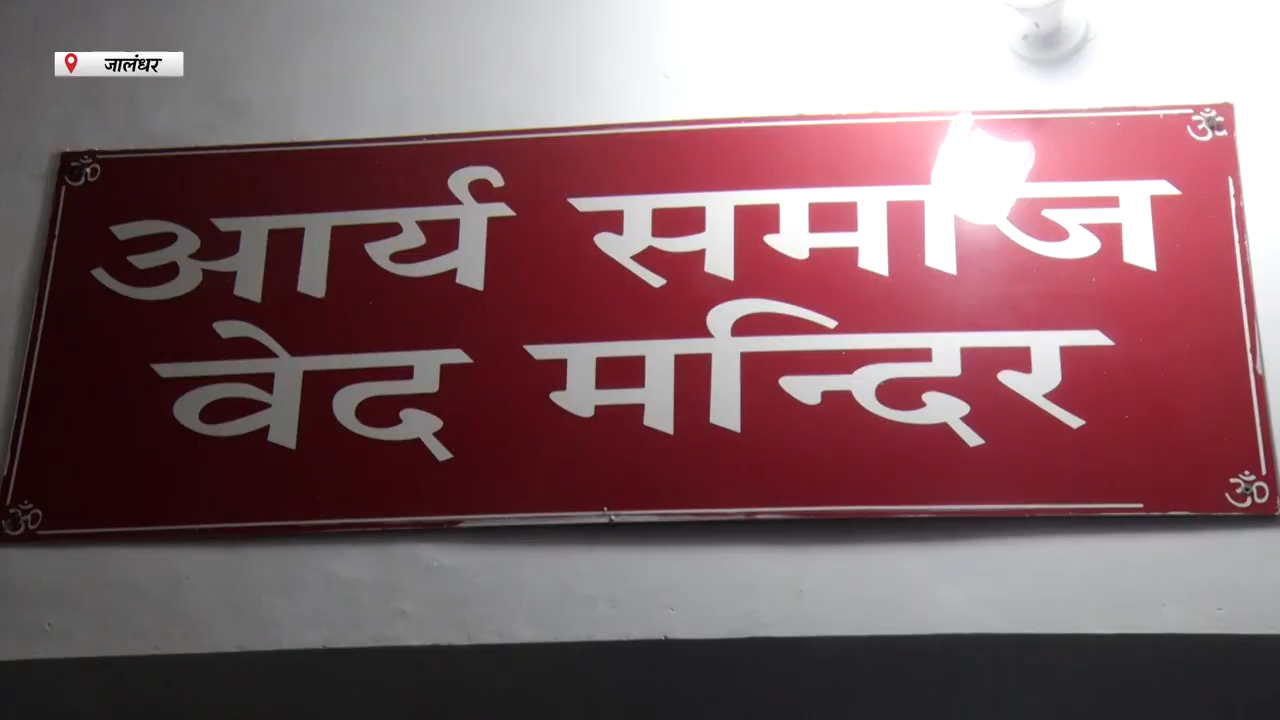 जालंधर
ॐ ॐ
आर्य समाज
वेद मन्दिर
ॐ ॐ